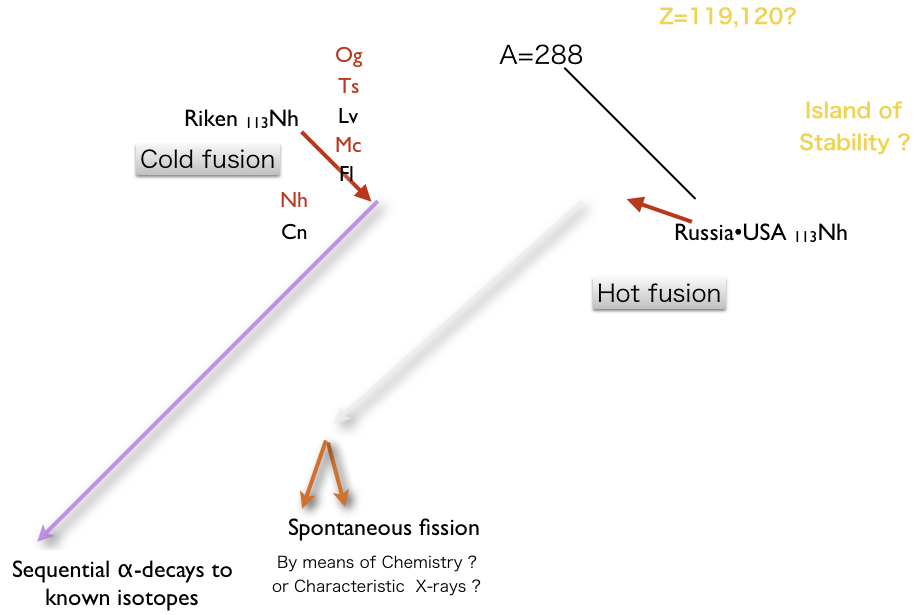 Z=119,120?
Og
A=288
Ts
Lv
Riken ₁₁₃Nh
Island of
Stability ?
Mc
Cold fusion
Fl
Nh
Cn
Russia•USA ₁₁₃Nh
Hot fusion
Spontaneous fission
By means of Chemistry ?
or Characteristic X-rays ?
Sequential α-decays to
known isotopes